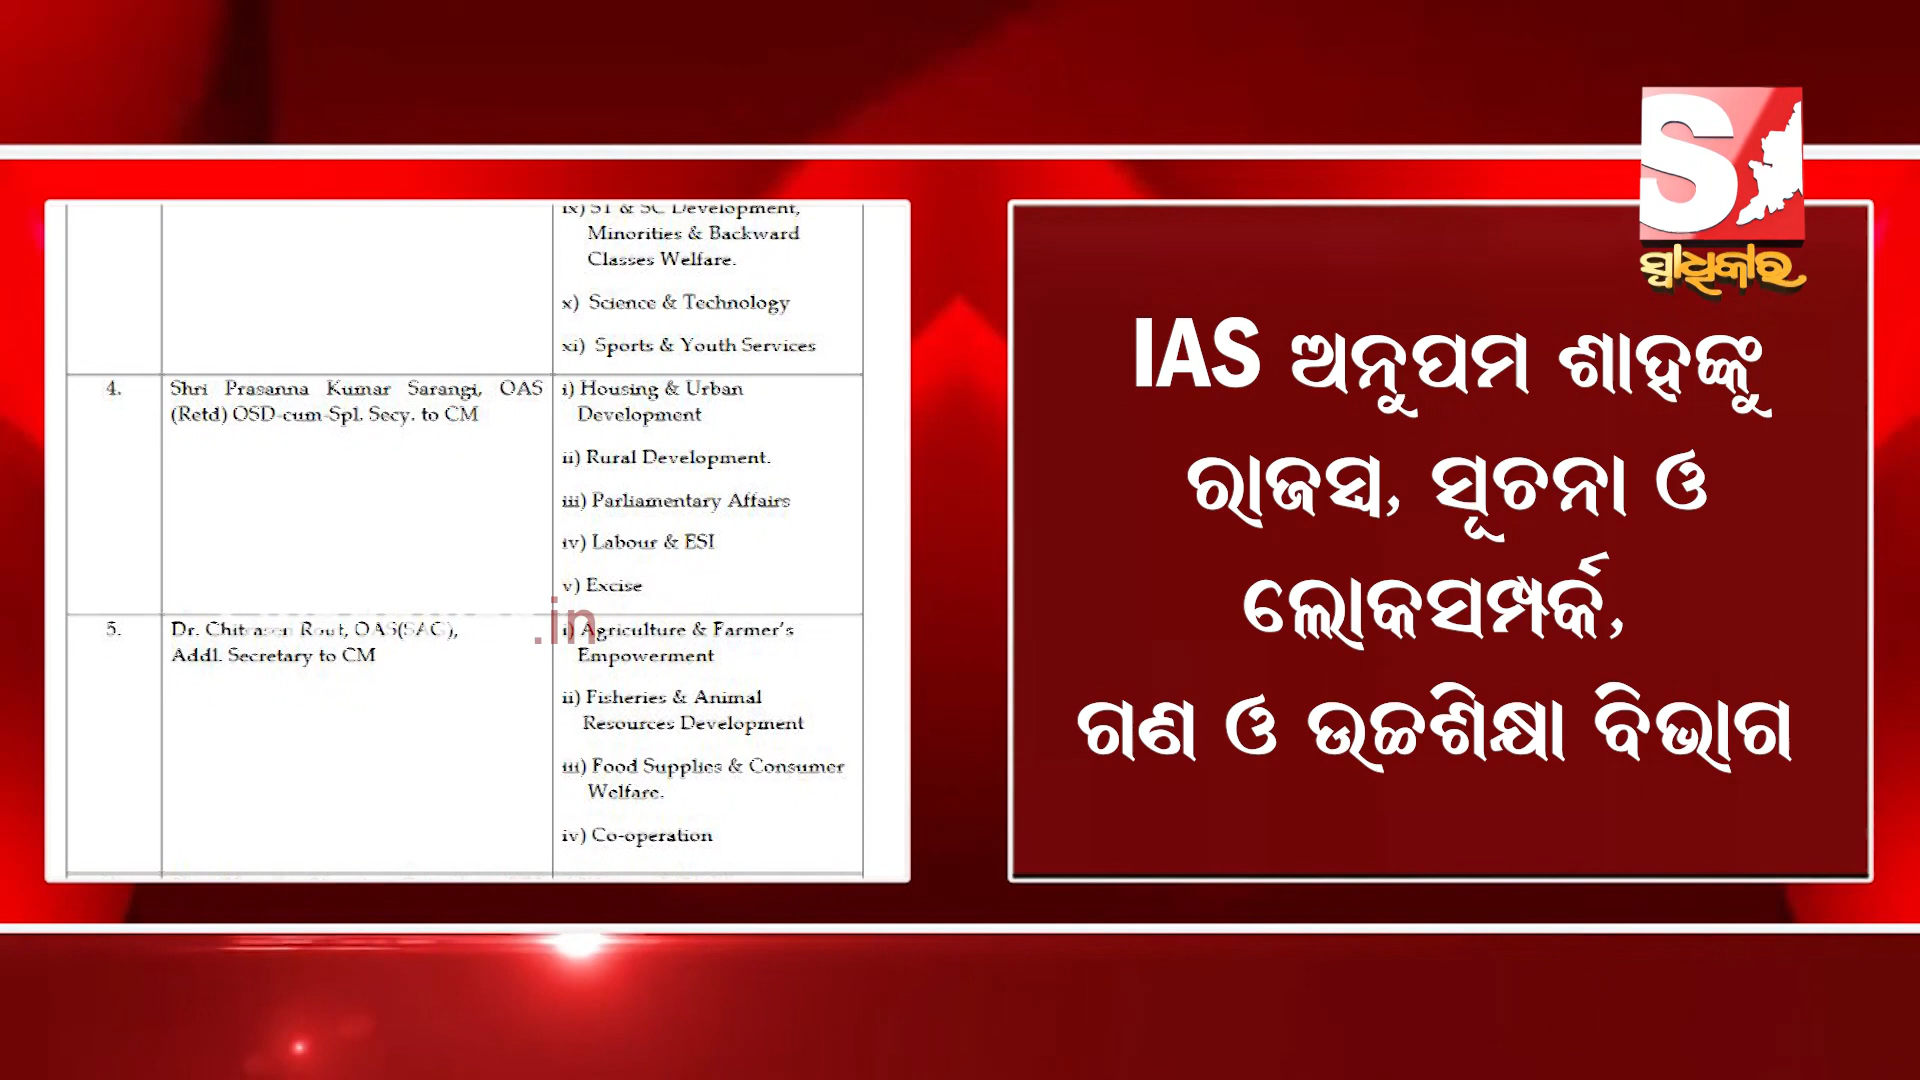 ix) ST & SC Development,
Minorities & Backward
Classes Welfare.
x) Science & Technology
xi) Sports & Youth Services
4.
Shri Prasanna Kumar Sarangi, OAS
(Retd) OSD-cum-Spl. Secy. to CM
i) Housing & Urban
Development
ii) Rural Development.
iii) Parliamentary Affairs
iv) Labour & ESI
v) Excise
5.
Dr. Chitrasen Rout, OAS(SAG),
Addl. Secretary to CM
.in
i) Agriculture & Farmer's
Empowerment
ii) Fisheries & Animal
Resources Development
iii) Food Supplies & Consumer
Welfare.
iv) Co-operation
S
ସ୍ୱାଧିକାର
IAS ଅନୁପମ ଶାହଙ୍କୁ
ରାଜସ୍ୱ, ସୂଚନା ଓ
ଲୋକସମ୍ପର୍କ,
ଗଣ ଓ ଉଚ୍ଚଶିକ୍ଷା ବିଭାଗ